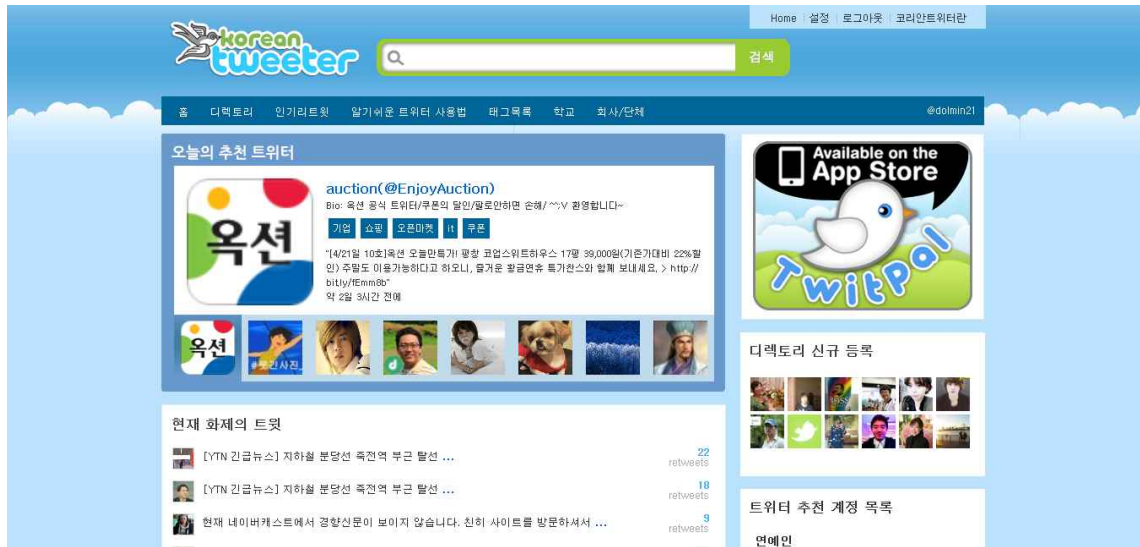 Home 설정 로그아웃 코리안트위터란
korean
tweeter
검색
홈 디렉토리 인기리트윗 알기쉬운 트위터 사용법 태그목록 학교 회사/단체 @dolmin21
오늘의 추천 트위터
옥션
auction(@EnjoyAuction)
Bio: 옥션 공식 트위터/쿠폰의 달인/팔로안하면 손해/ ^^;V 환영합니다~
기업 쇼핑 오픈마켓 it 쿠폰
"[4/21일 10호]옥션 오늘만특가! 평창 코업스위트하우스 17평 39,000원(기존가대비 22%할
인) 주말도 이용가능하다고 하오니, 즐거운 황금연휴 특가찬스와 함께 보내세요. > http://
bit.ly/fEmm8b"
약 2일 3시간 전에
옥션
#웃긴사진
Available on the
App Store
Twitpal
디렉토리 신규 등록
현재 화제의 트윗
[YTN 긴급뉴스] 지하철 분당선 죽전역 부근 탈선 ...
22
retweets
[YTN 긴급뉴스] 지하철 분당선 죽전역 부근 탈선 ...
18
retweets
현재 네이버캐스트에서 경향신문이 보이지 않습니다. 친히 사이트를 방문하셔서 ...
9
retweets
트위터 추천 계정 목록
연예인